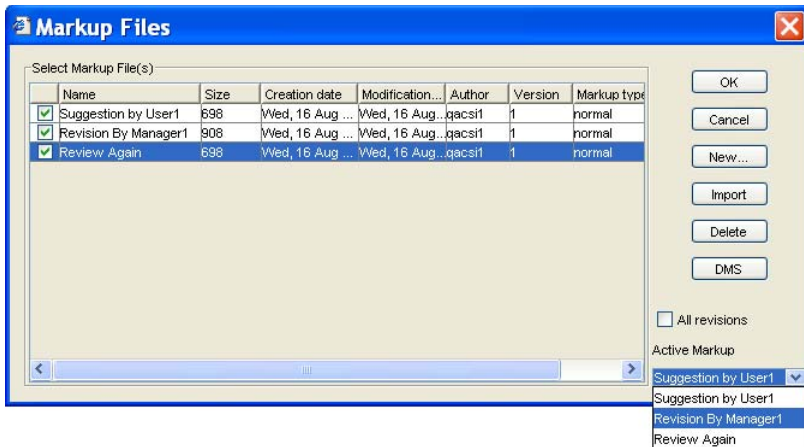 Markup Files
Select Markup File(s)
Name Size Creation date Modification... Author Version Markup type
Suggestion by User1 698 Wed, 16 Aug ... Wed, 16 Aug... qacsi1 1 normal
Revision By Manager1 908 Wed, 16 Aug ... Wed, 16 Aug... qacsi1 1 normal
Review Again 698 Wed, 16 Aug ... Wed, 16 Aug... qacsi1 1 normal
OK
Cancel
New...
Import
Delete
DMS
All revisions
Active Markup
Suggestion by User1
Suggestion by User1
Revision By Manager1
Review Again